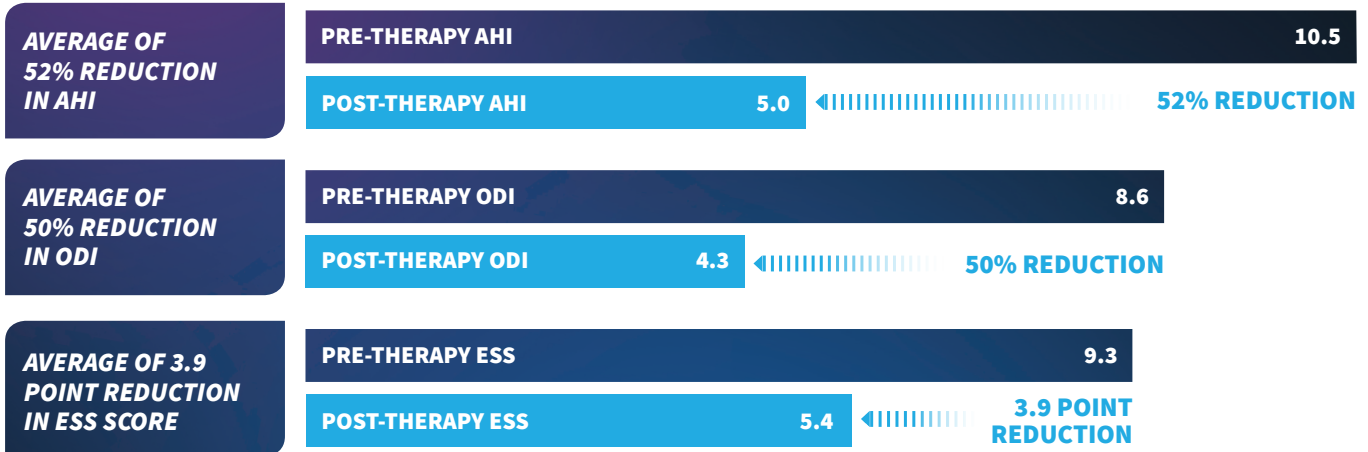 AVERAGE OF
52% REDUCTION
IN AHI
PRE-THERAPY AHI 10.5
POST-THERAPY AHI 5.0 52% REDUCTION
AVERAGE OF
50% REDUCTION
IN ODI
PRE-THERAPY ODI 8.6
POST-THERAPY ODI 4.3 50% REDUCTION
AVERAGE OF 3.9
POINT REDUCTION
IN ESS SCORE
PRE-THERAPY ESS 9.3
POST-THERAPY ESS 5.4 3.9 POINT
REDUCTION